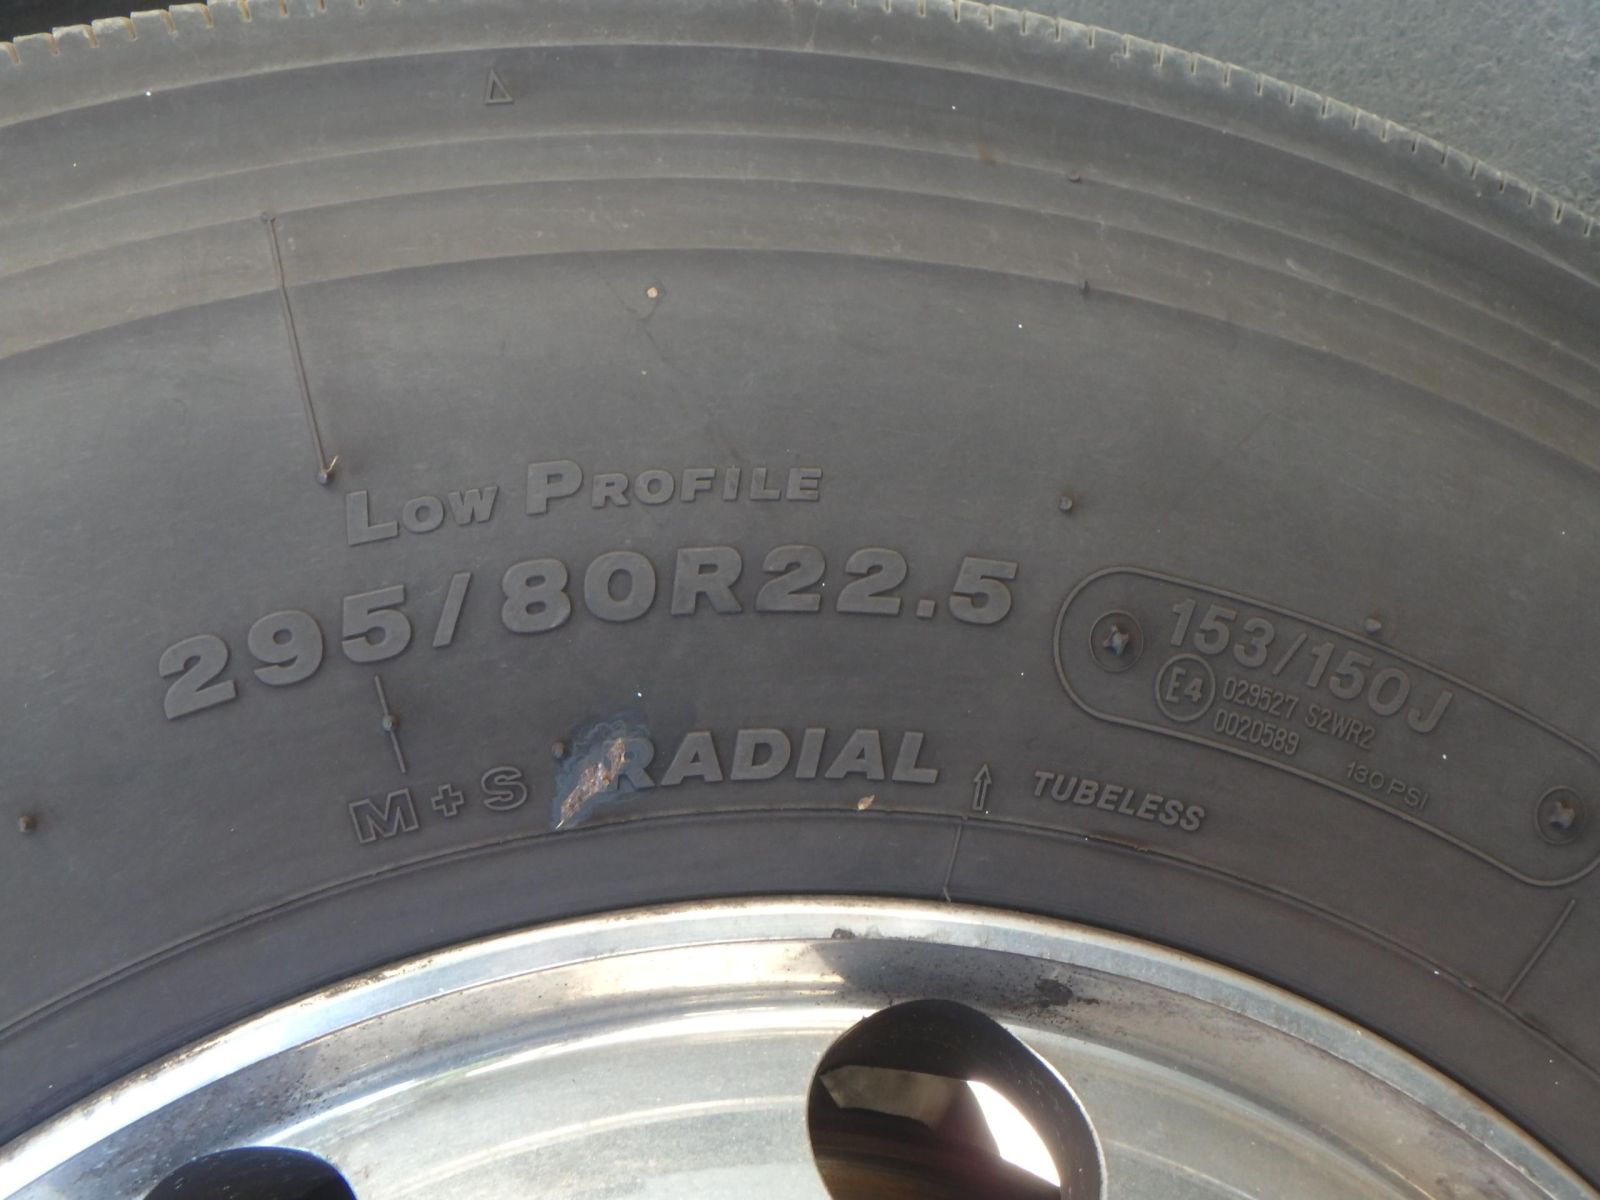 LOW PROFILE
295/80R22.5
M+S RADIAL
TUBELESS
153/150J
E4 029527 S2WR2
0020589
130 PSI